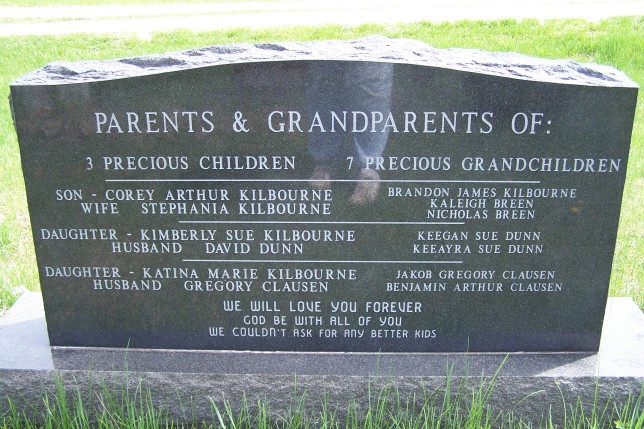 PARENTS & GRANDPARENTS OF:
3 PRECIOUS CHILDREN 7 PRECIOUS GRANDCHILDREN
SON - COREY ARTHUR KILBOURNE
WIFE STEPHANIA KILBOURNE
BRANDON JAMES KILBOURNE
KALEIGH BREEN
NICHOLAS BREEN
DAUGHTER - KIMBERLY SUE KILBOURNE
HUSBAND DAVID DUNN
KEEGAN SUE DUNN
KEEAYRA SUE DUNN
DAUGHTER - KATINA MARIE KILBOURNE
HUSBAND GREGORY CLAUSEN
JAKOB GREGORY CLAUSEN
BENJAMIN ARTHUR CLAUSEN
WE WILL LOVE YOU FOREVER
GOD BE WITH ALL OF YOU
WE COULDN'T ASK FOR ANY BETTER KIDS